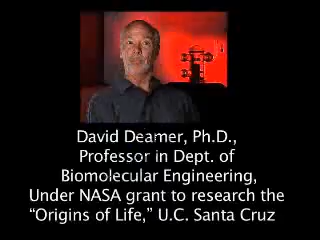 David Deamer, Ph.D.,
Professor in Dept. of
Biomolecular Engineering,
Under NASA grant to research the
“Origins of Life,” U.C. Santa Cruz